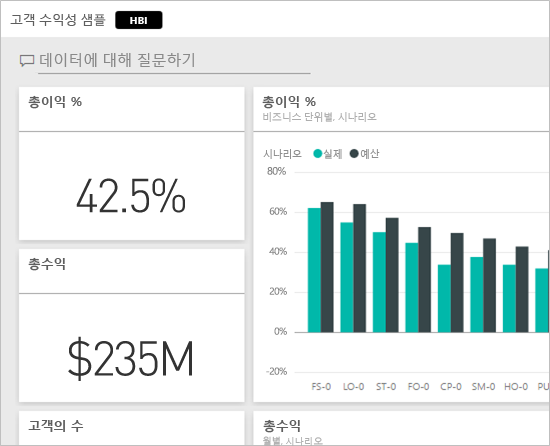 고객 수익성 샘플 HBI
데이터에 대해 질문하기
총이익 %
42.5%
총수익
$235M
고객의 수
총이익 %
비즈니스 단위별, 시나리오
시나리오 실제 예산
80%
60%
40%
20%
0%
-20%
FS-0 LO-0 ST-0 FO-0 CP-0 SM-0 HO-0 PU
총수익
월별, 시나리오